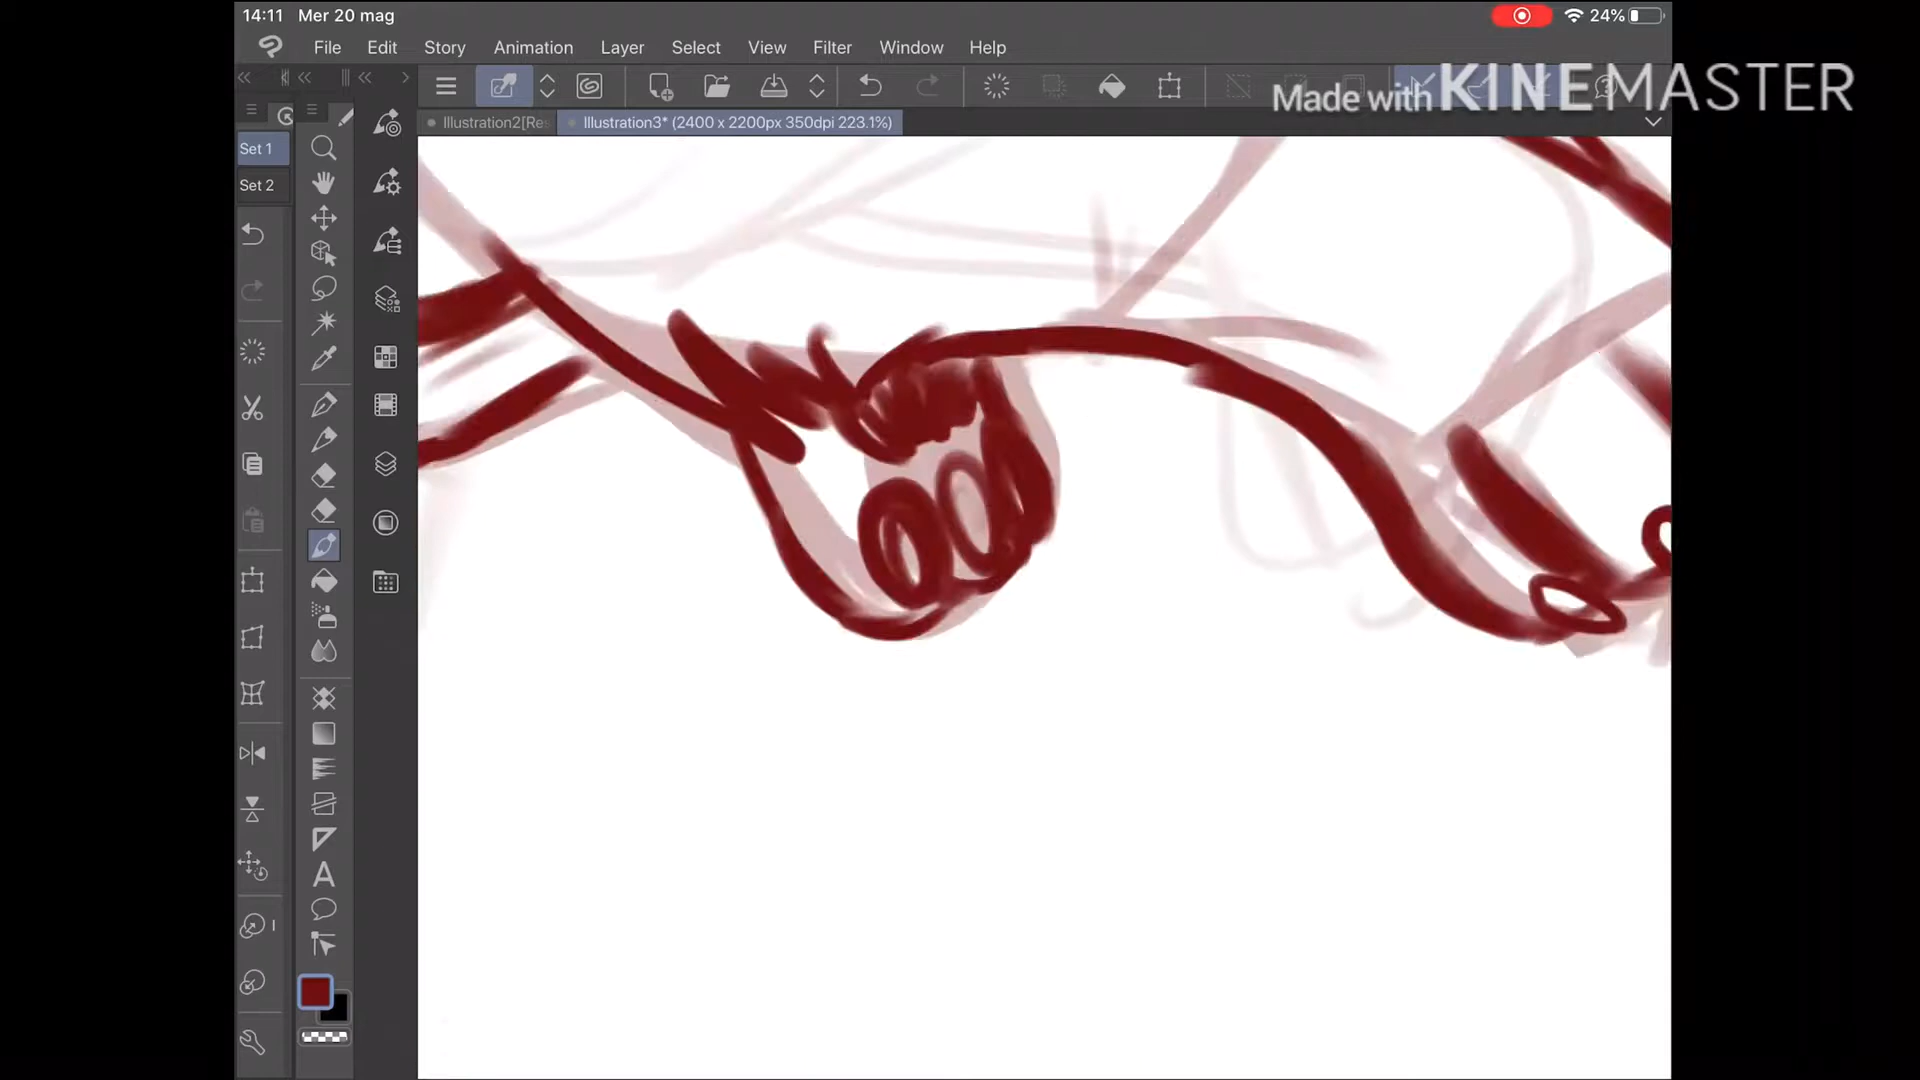 14:11 Mer 20 mag
24%
File Edit Story Animation Layer Select View Filter Window Help
Made with KINEMASTER
Illustration2[Re
Illustration3* (2400 x 2200px 350dpi 223.1%)
Set 1
Set 2